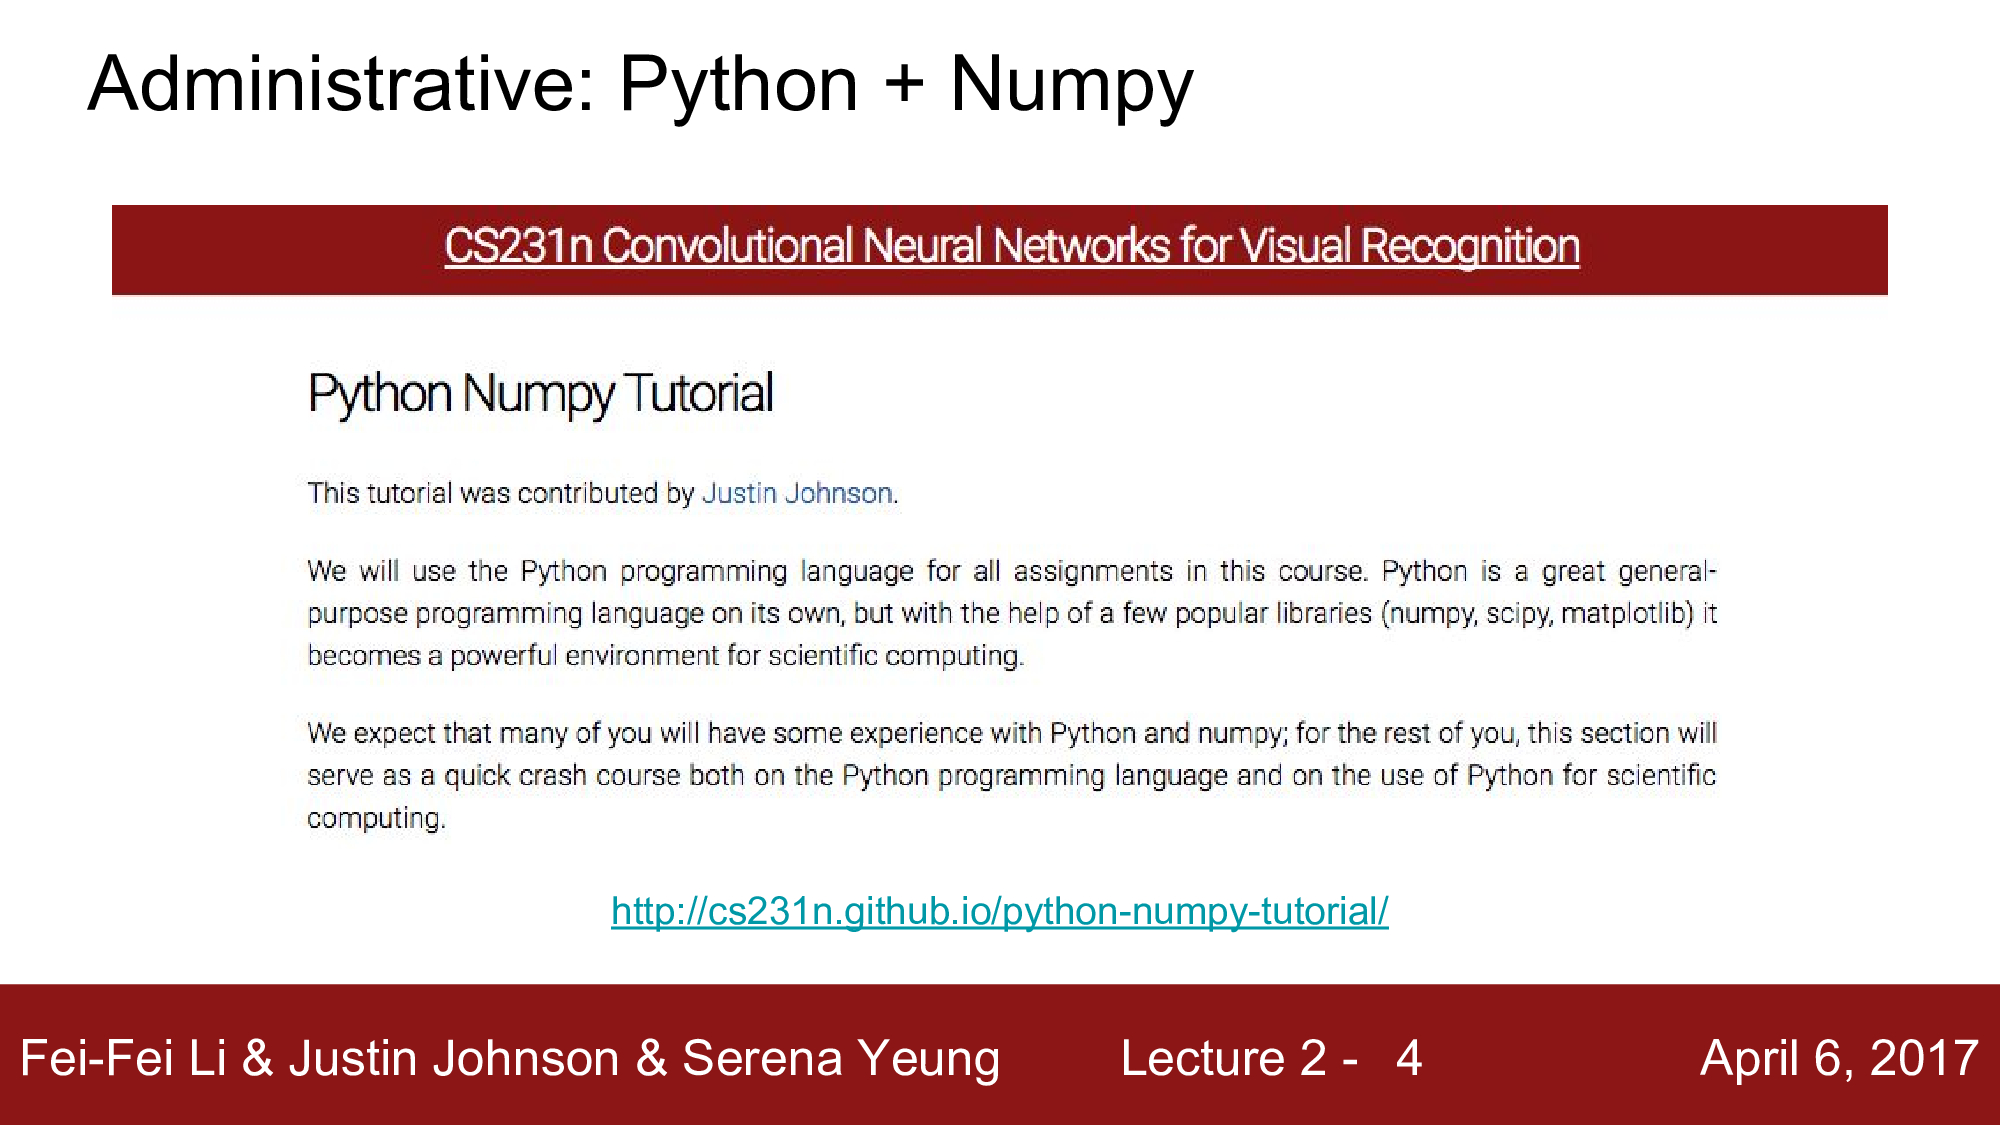 Administrative: Python + Numpy
CS231n Convolutional Neural Networks for Visual Recognition
Python Numpy Tutorial
This tutorial was contributed by Justin Johnson.
We will use the Python programming language for all assignments in this course. Python is a great general-
purpose programming language on its own, but with the help of a few popular libraries (numpy, scipy, matplotlib) it
becomes a powerful environment for scientific computing.
We expect that many of you will have some experience with Python and numpy; for the rest of you, this section will
serve as a quick crash course both on the Python programming language and on the use of Python for scientific
computing.
http://cs231n.github.io/python-numpy-tutorial/
Fei-Fei Li & Justin Johnson & Serena Yeung Lecture 2 - 4 April 6, 2017